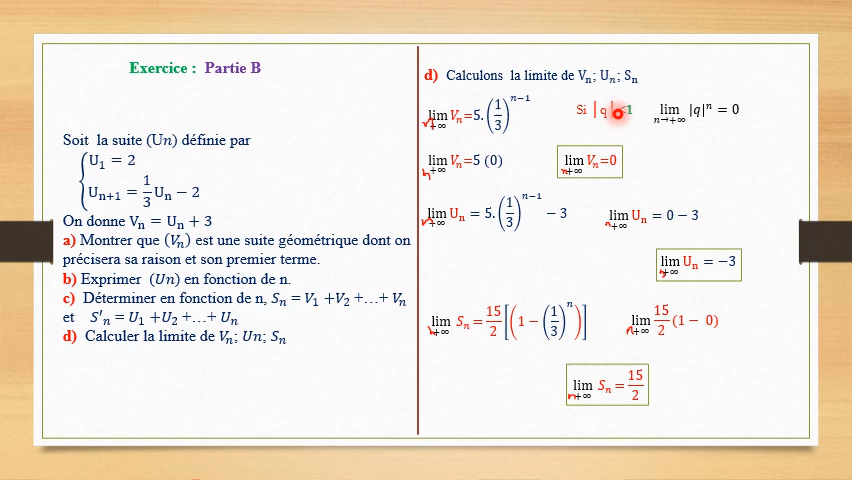 Exercice : Partie B
Soit la suite (Un) définie par
U₁ = 2
Uₙ₊₁ = 1/3 Uₙ − 2
On donne Vₙ = Uₙ + 3
a) Montrer que (Vₙ) est une suite géométrique dont on
précisera sa raison et son premier terme.
b) Exprimer (Un) en fonction de n.
c) Déterminer en fonction de n, Sₙ = V₁ +V₂ +…+ Vₙ
et S'ₙ = U₁ +U₂ +…+ Uₙ
d) Calculer la limite de Vₙ; Un; Sₙ
d) Calculons la limite de Vₙ; Uₙ; Sₙ
lim n+∞ Vₙ=5.(1/3)ⁿ⁻¹ Si |q|<1 lim n→+∞ |q|ⁿ = 0
lim n+∞ Vₙ=5 (0) lim n+∞ Vₙ=0
lim n+∞ Uₙ = 5.(1/3)ⁿ⁻¹ − 3 lim n+∞ Uₙ = 0 − 3
lim n+∞ Uₙ = −3
lim n+∞ Sₙ = 15/2 [(1 − (1/3)ⁿ)] lim n+∞ 15/2 (1 − 0)
lim n+∞ Sₙ = 15/2